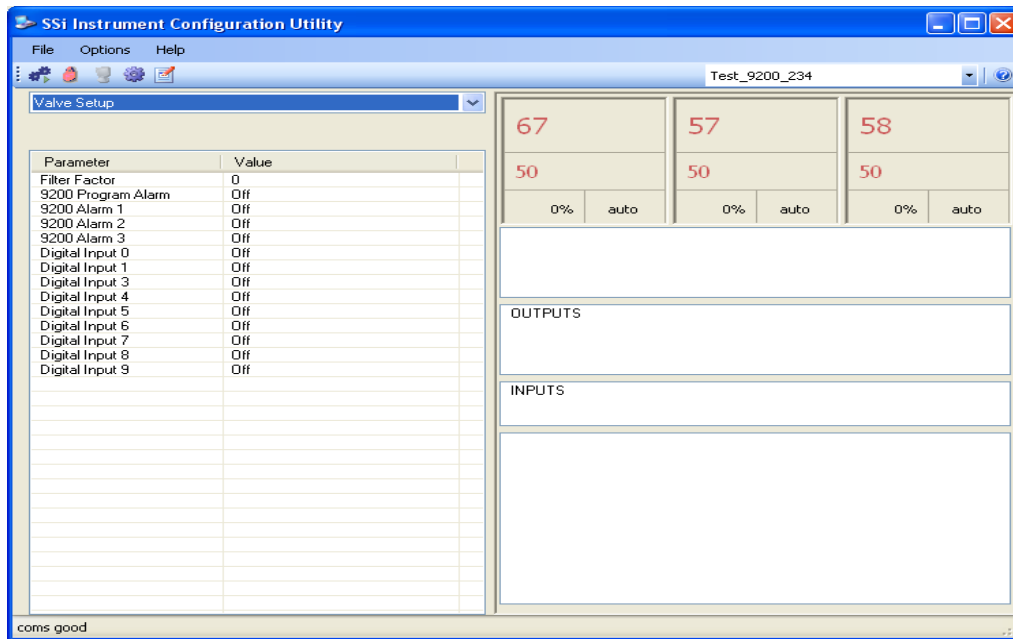 SSi Instrument Configuration Utility
File Options Help
Test_9200_234
Valve Setup
Parameter Value
Filter Factor 0
9200 Program Alarm Off
9200 Alarm 1 Off
9200 Alarm 2 Off
9200 Alarm 3 Off
Digital Input 0 Off
Digital Input 1 Off
Digital Input 3 Off
Digital Input 4 Off
Digital Input 5 Off
Digital Input 6 Off
Digital Input 7 Off
Digital Input 8 Off
Digital Input 9 Off
67 57 58
50 50 50
0% auto 0% auto 0% auto
OUTPUTS
INPUTS
coms good